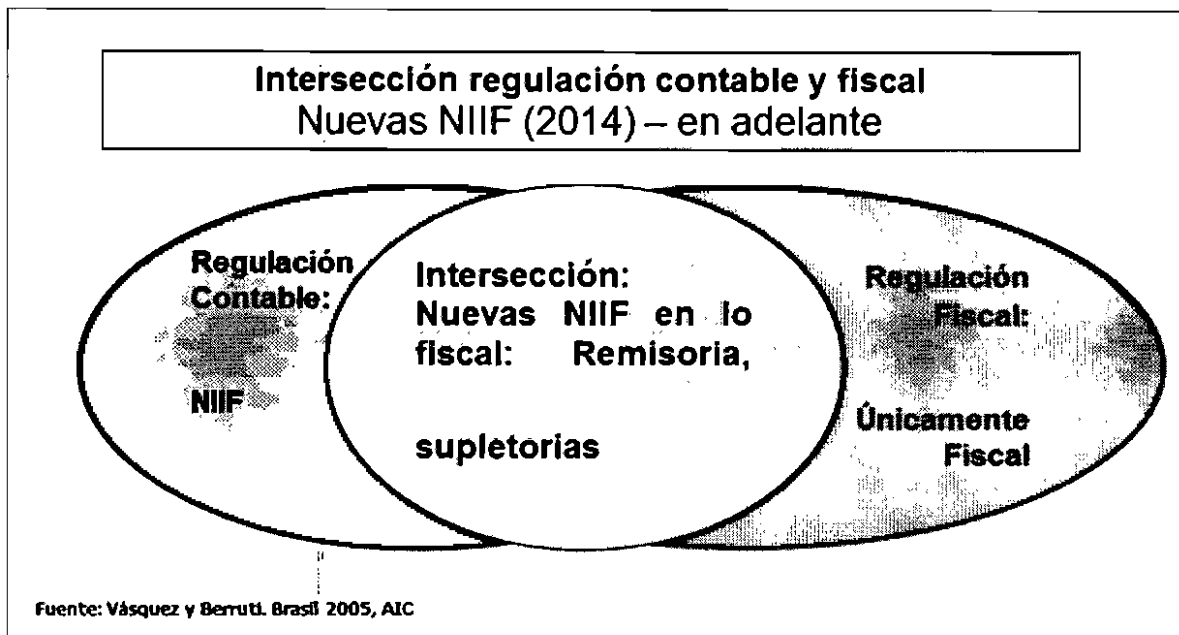 Intersección regulación contable y fiscal
Nuevas NIIF (2014) – en adelante
Regulación
Contable:
NIIF
Intersección:
Nuevas NIIF en lo
fiscal: Remisoria,
supletorias
Regulación
Fiscal:
Únicamente
Fiscal
Fuente: Vásquez y Berruti. Brasil 2005, AIC